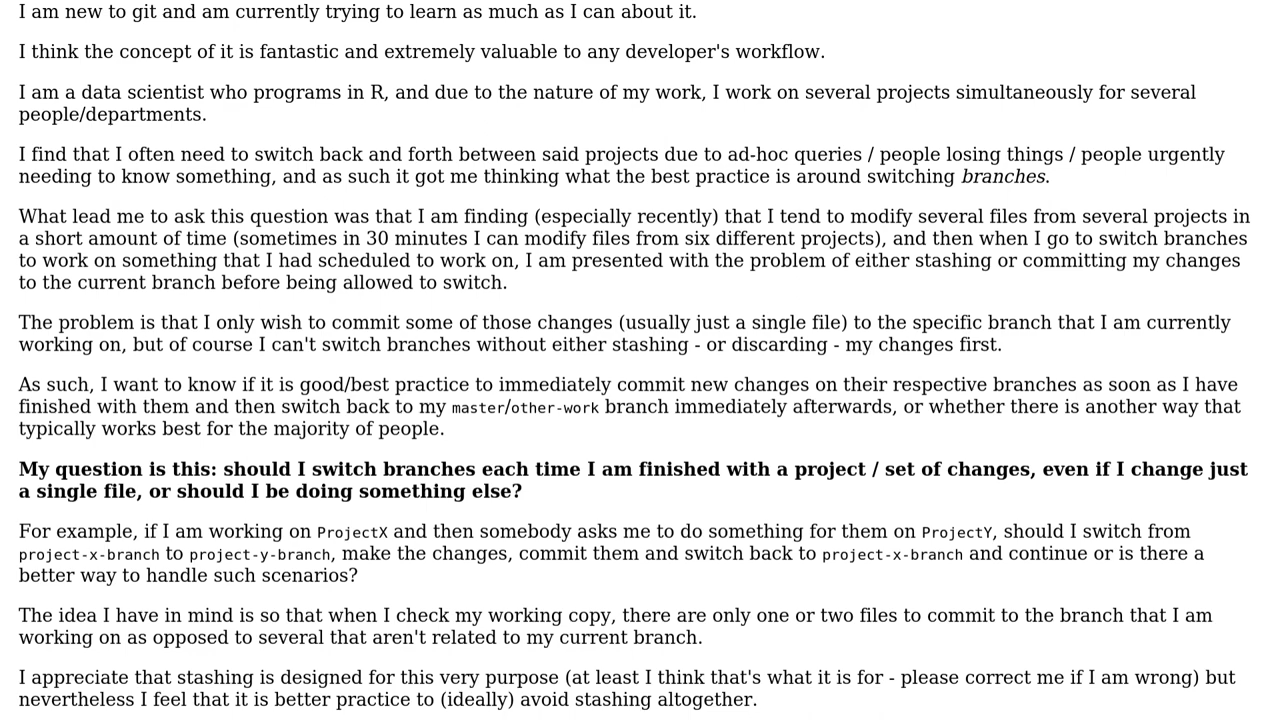 I am new to git and am currently trying to learn as much as I can about it.
I think the concept of it is fantastic and extremely valuable to any developer's workflow.
I am a data scientist who programs in R, and due to the nature of my work, I work on several projects simultaneously for several
people/departments.
I find that I often need to switch back and forth between said projects due to ad-hoc queries / people losing things / people urgently
needing to know something, and as such it got me thinking what the best practice is around switching branches.
What lead me to ask this question was that I am finding (especially recently) that I tend to modify several files from several projects in
a short amount of time (sometimes in 30 minutes I can modify files from six different projects), and then when I go to switch branches
to work on something that I had scheduled to work on, I am presented with the problem of either stashing or committing my changes
to the current branch before being allowed to switch.
The problem is that I only wish to commit some of those changes (usually just a single file) to the specific branch that I am currently
working on, but of course I can't switch branches without either stashing - or discarding - my changes first.
As such, I want to know if it is good/best practice to immediately commit new changes on their respective branches as soon as I have
finished with them and then switch back to my master/other-work branch immediately afterwards, or whether there is another way that
typically works best for the majority of people.
My question is this: should I switch branches each time I am finished with a project / set of changes, even if I change just
a single file, or should I be doing something else?
For example, if I am working on ProjectX and then somebody asks me to do something for them on ProjectY, should I switch from
project-x-branch to project-y-branch, make the changes, commit them and switch back to project-x-branch and continue or is there a
better way to handle such scenarios?
The idea I have in mind is so that when I check my working copy, there are only one or two files to commit to the branch that I am
working on as opposed to several that aren't related to my current branch.
I appreciate that stashing is designed for this very purpose (at least I think that's what it is for - please correct me if I am wrong) but
nevertheless I feel that it is better practice to (ideally) avoid stashing altogether.